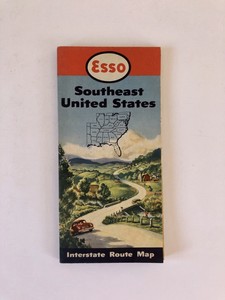 Esso
Southeast
United States
Interstate Route Map